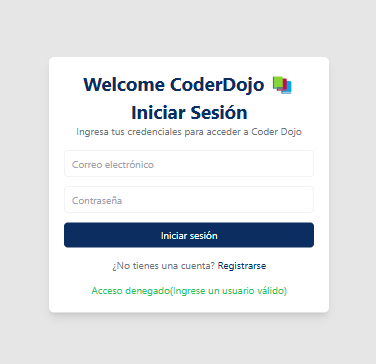 Welcome CoderDojo
Iniciar Sesión
Ingresa tus credenciales para acceder a Coder Dojo
Correo electrónico
Contraseña
Iniciar sesión
¿No tienes una cuenta? Registrarse
Acceso denegado(Ingrese un usuario válido)